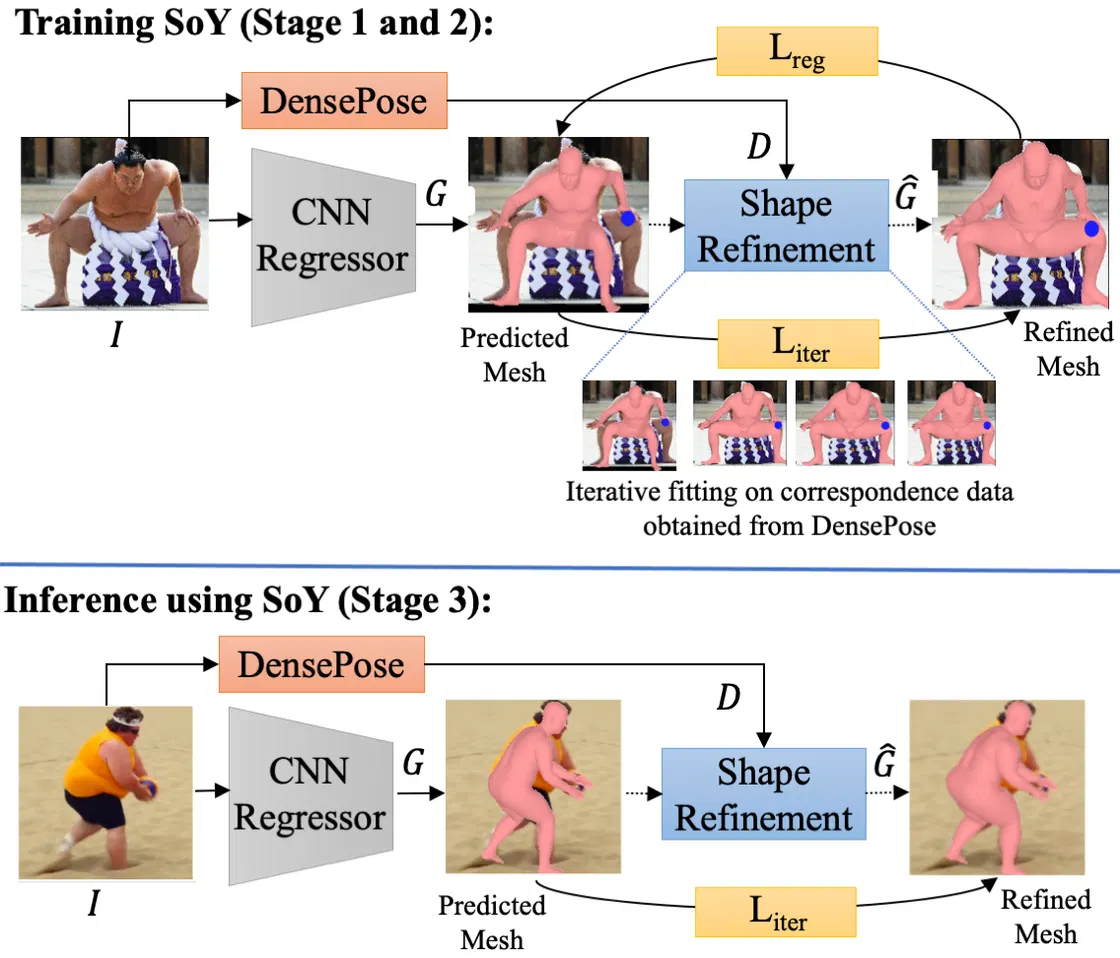 Training SoY (Stage 1 and 2):
L_reg
DensePose
D
CNN
Regressor
G
Shape
Refinement
Ĝ
I
Predicted
Mesh
L_iter
Refined
Mesh
Iterative fitting on correspondence data
obtained from DensePose
Inference using SoY (Stage 3):
DensePose
D
CNN
Regressor
G
Shape
Refinement
Ĝ
I
Predicted
Mesh
L_iter
Refined
Mesh